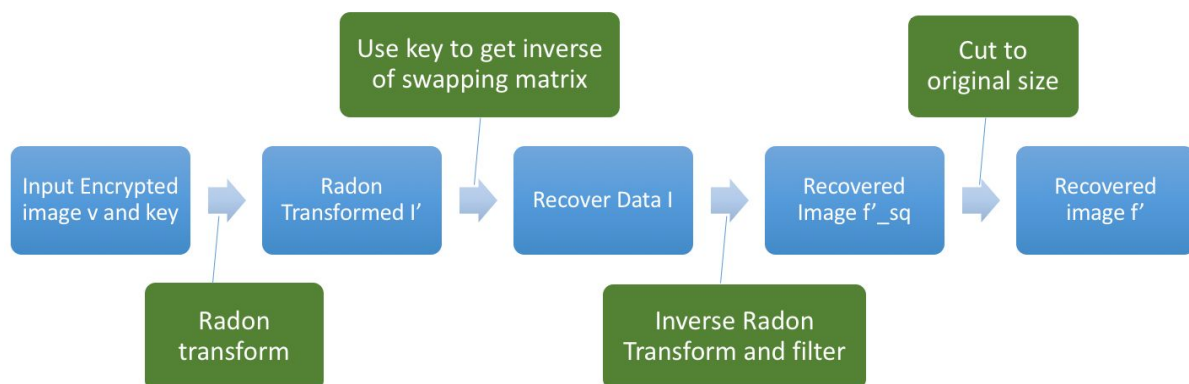 Use key to get inverse
of swapping matrix
Cut to
original size
Input Encrypted
image v and key
Radon
Transformed I’
Recover Data I
Recovered
Image f’_sq
Recovered
image f’
Radon
transform
Inverse Radon
Transform and filter